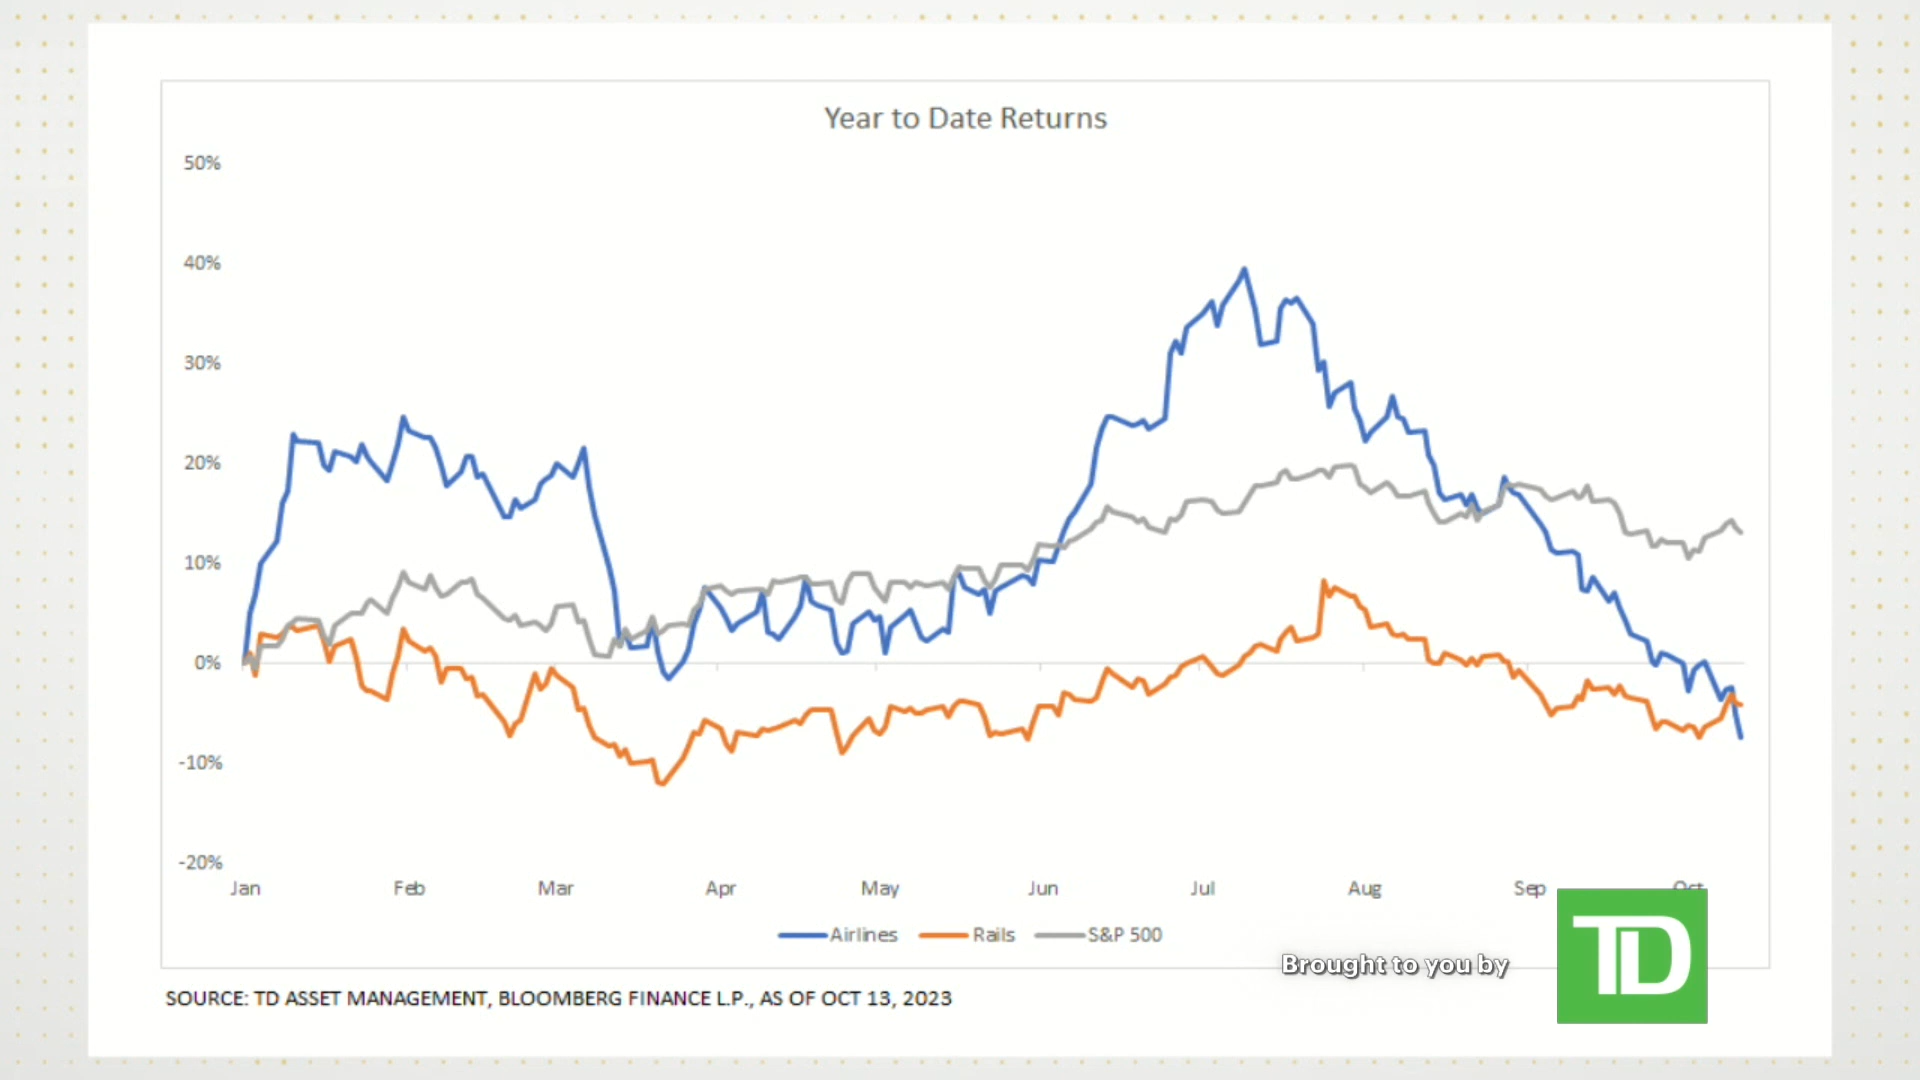 Year to Date Returns
50%
40%
30%
20%
10%
0%
-10%
-20%
Jan Feb Mar Apr May Jun Jul Aug Sep Oct
Airlines Rails S&P 500
Brought to you by
TD
SOURCE: TD ASSET MANAGEMENT, BLOOMBERG FINANCE L.P., AS OF OCT 13, 2023